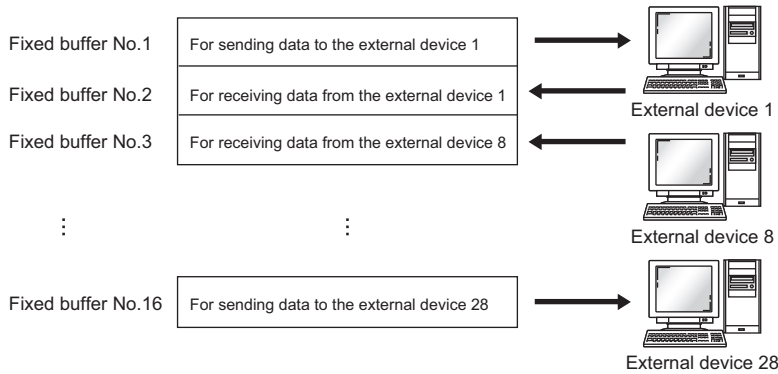 Fixed buffer No.1
For sending data to the external device 1
Fixed buffer No.2
For receiving data from the external device 1
External device 1
Fixed buffer No.3
For receiving data from the external device 8
⋮ ⋮
External device 8
Fixed buffer No.16
For sending data to the external device 28
External device 28